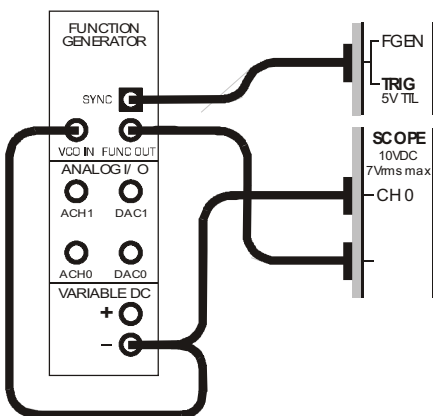 FUNCTION
GENERATOR
SYNC
VCO IN FUNC OUT
ANALOG I/ O
ACH1 DAC1
ACH0 DAC0
VARIABLE DC
+
−
FGEN
TRIG
5V TTL
SCOPE
10VDC
7Vrms max
CH 0